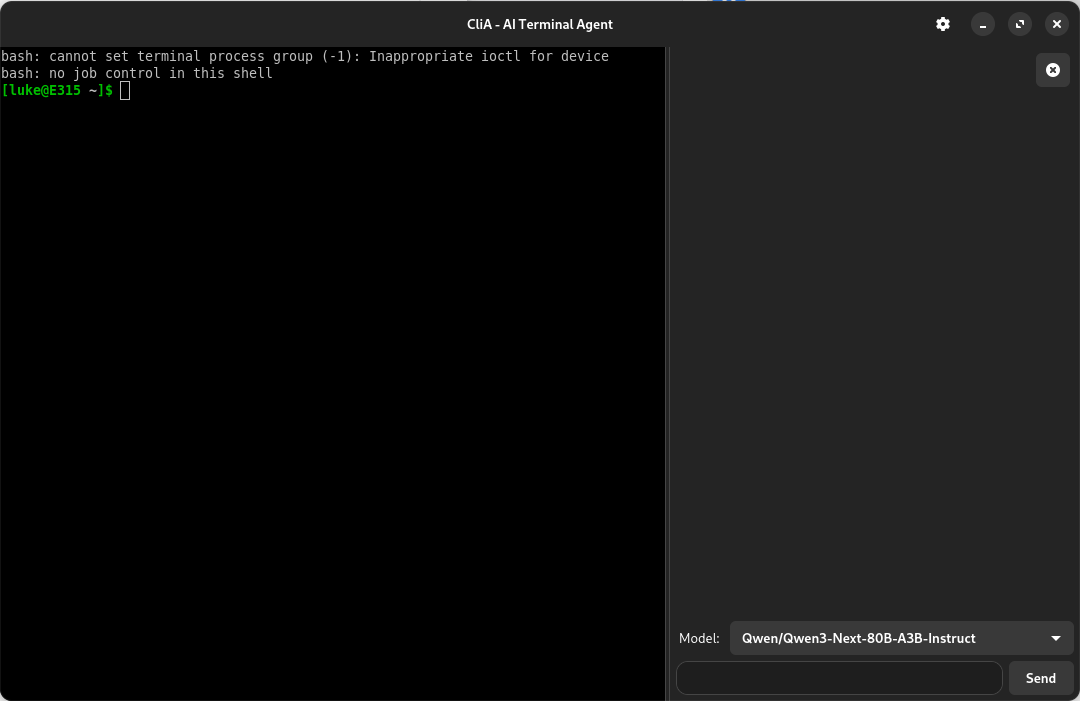 CliA - AI Terminal Agent
bash: cannot set terminal process group (-1): Inappropriate ioctl for device
bash: no job control in this shell
[luke@E315 ~]$
Model: Qwen/Qwen3-Next-80B-A3B-Instruct
Send